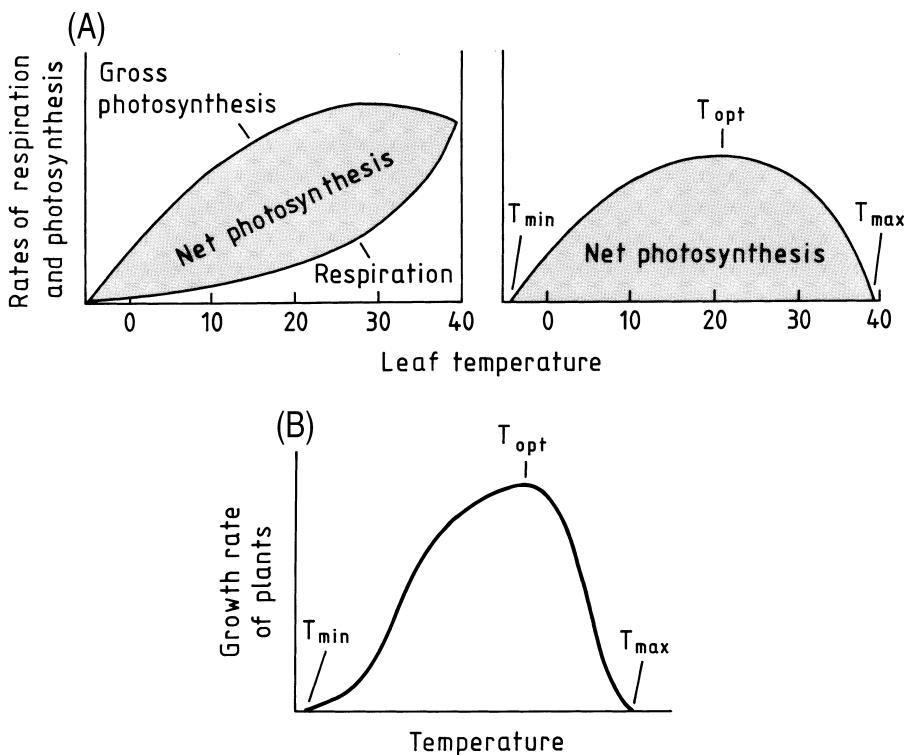 (A)
Rates of respiration
and photosynthesis
Gross
photosynthesis
Net photosynthesis
Respiration
0 10 20 30 40
T opt
T min
T max
Net photosynthesis
0 10 20 30 40
Leaf temperature
(B)
T opt
Growth rate
of plants
T min
T max
Temperature